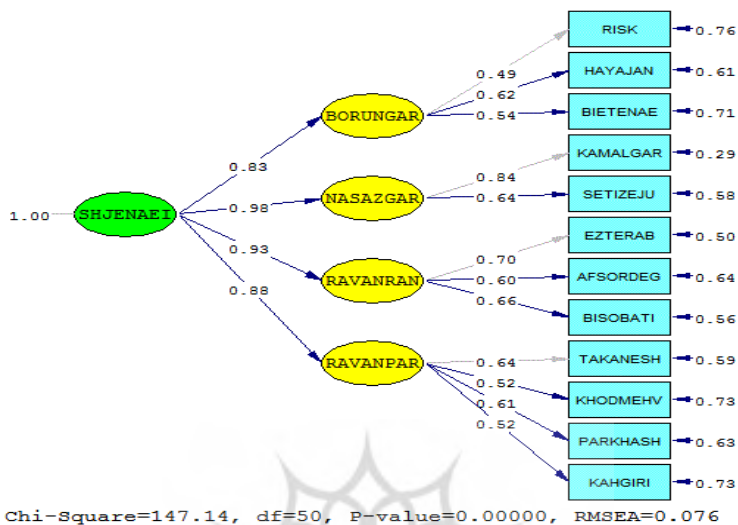 RISK 0.76
0.49
HAYAJAN 0.61
0.62
BORUNGAR
BIETENAE 0.71
0.54
KAMALGAR 0.29
0.83
0.84
NASAZGAR
SETIZEJU 0.58
0.64
1.00 SHJENAEI 0.98
EZTERAB 0.50
0.93
0.70
RAVANRAN
AFSORDEG 0.64
0.60
0.88
BISOBATI 0.56
0.66
TAKANESH 0.59
RAVANPAR
0.64
KHODMEHV 0.73
0.52
0.61
PARKHASH 0.63
0.52
KAHGIRI 0.73
Chi-Square=147.14, df=50, P-value=0.00000, RMSEA=0.076